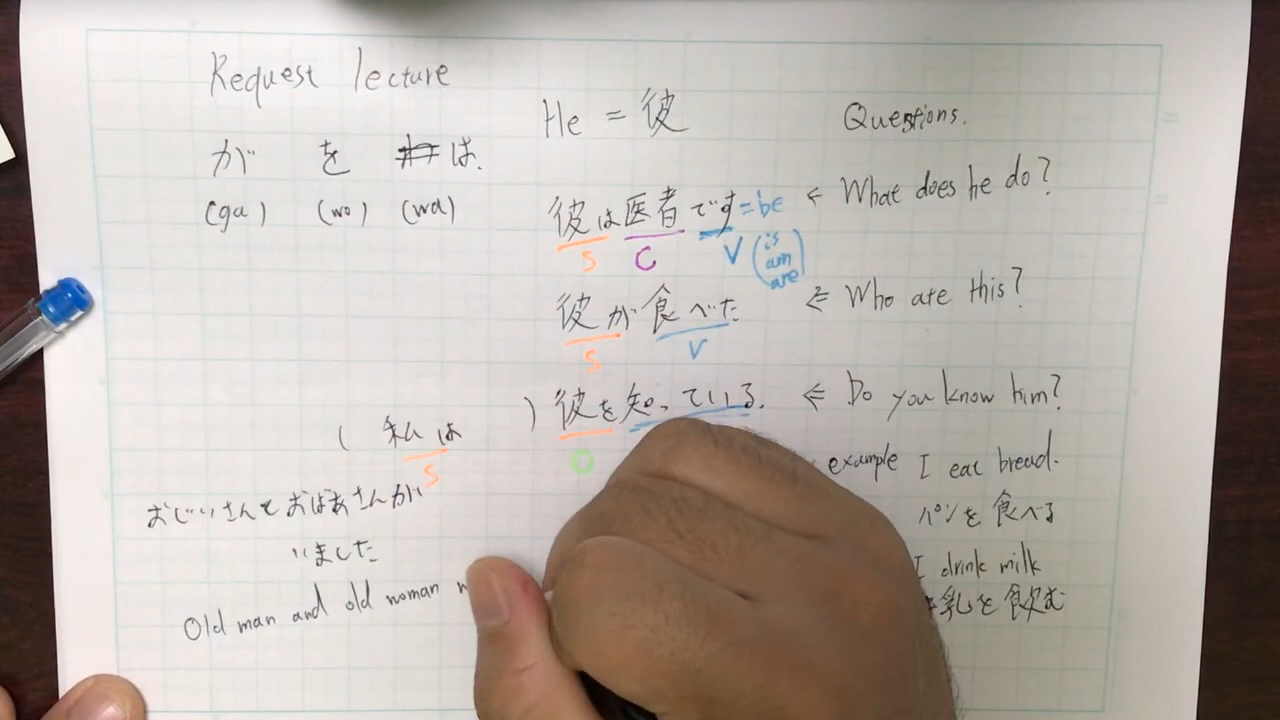 Request lecture
が を は.
(ga) (wo) (wa)
He = 彼
Questions.
彼は医者です =be ← What does he do?
S C V (is am are)
彼が食べた ⇐ Who ate this?
S V
( 私は ) 彼を知っている. ⇐ Do you know him?
S O
example I eat bread.
パンを食べる
I drink milk
乳を飲む
おじいさんとおばあさんが
いました
Old man and old woman